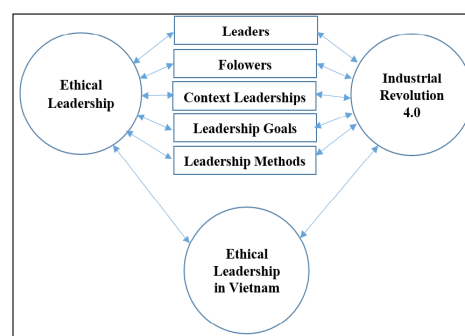 Leaders
Folowers
Context Leaderships
Leadership Goals
Leadership Methods
Ethical
Leadership
Industrial
Revolution
4.0
Ethical
Leadership
in Vietnam